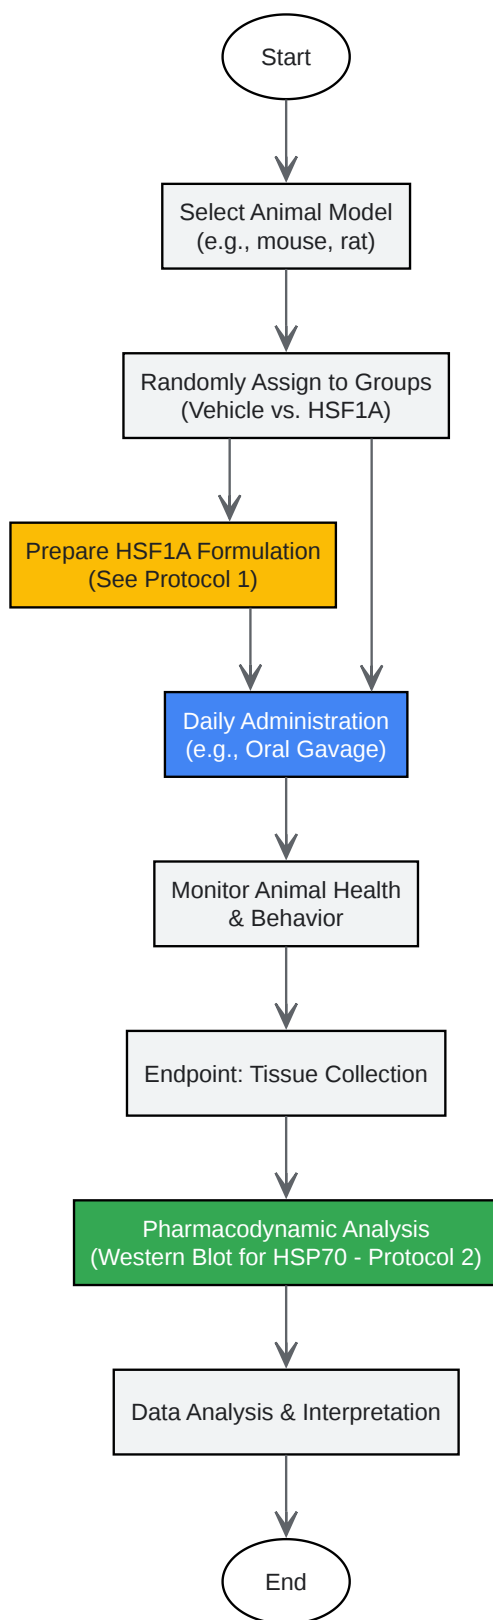 Start
Select Animal Model
(e.g., mouse, rat)
Randomly Assign to Groups
(Vehicle vs. HSF1A)
Prepare HSF1A Formulation
(See Protocol 1)
Daily Administration
(e.g., Oral Gavage)
Monitor Animal Health
& Behavior
Endpoint: Tissue Collection
Pharmacodynamic Analysis
(Western Blot for HSP70 - Protocol 2)
Data Analysis & Interpretation
End